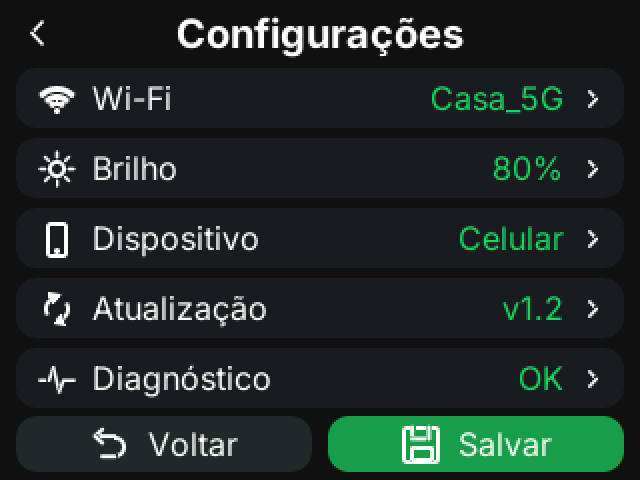 Configurações
Wi-Fi Casa_5G
Brilho 80%
Dispositivo Celular
Atualização v1.2
Diagnóstico OK
Voltar Salvar